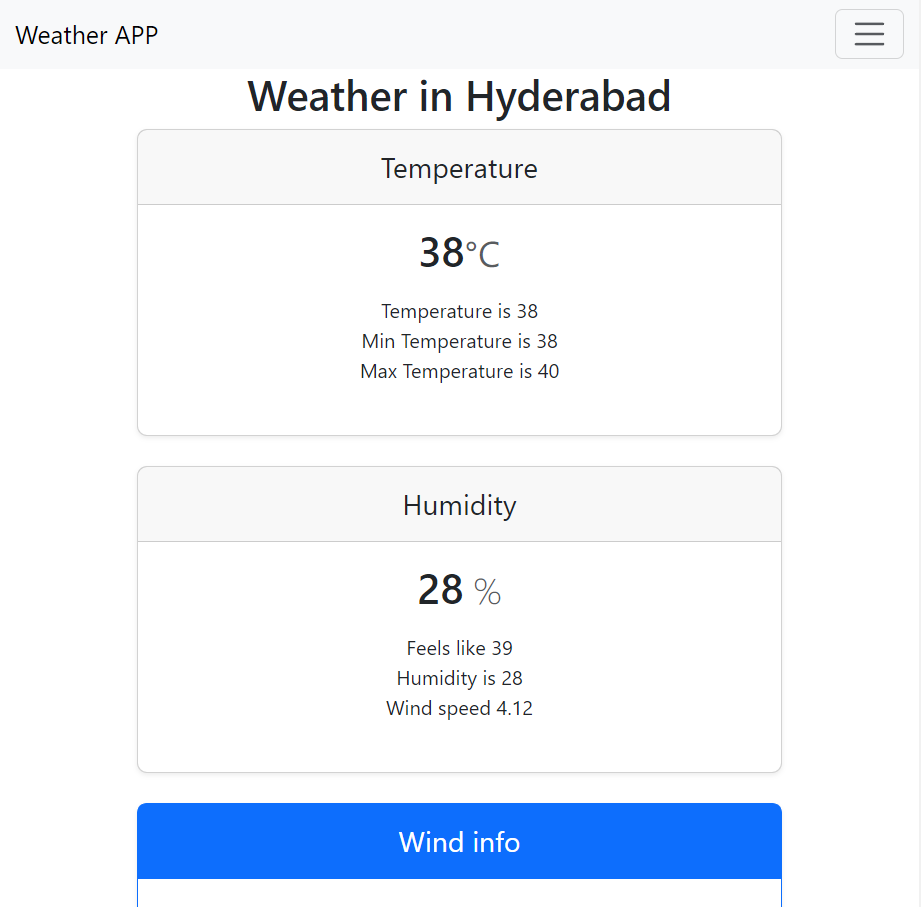 Weather APP
Weather in Hyderabad
Temperature
38°C
Temperature is 38
Min Temperature is 38
Max Temperature is 40
Humidity
28 %
Feels like 39
Humidity is 28
Wind speed 4.12
Wind info